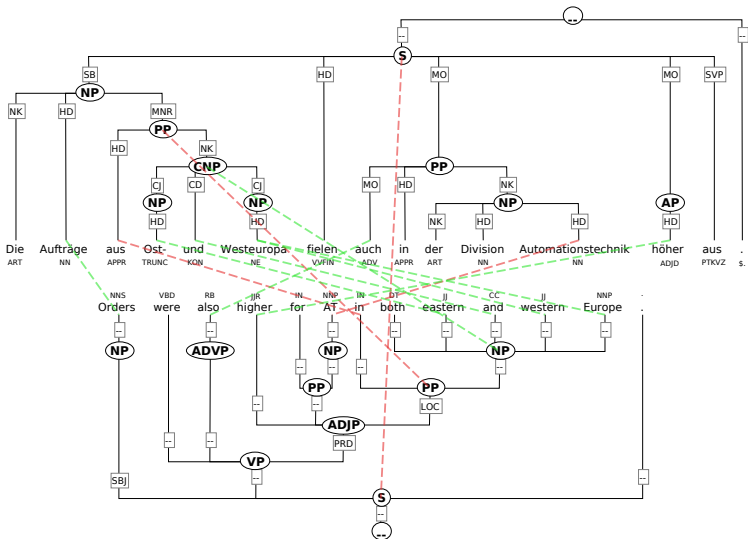 --
-- --
S
SB HD MO MO SVP
NP
NK HD MNR
PP
HD NK
CNP PP AP
CJ CD CJ MO HD NK
NP NP NP
HD HD NK HD HD HD
Die Aufträge aus Ost- und Westeuropa fielen auch in der Division Automationstechnik höher aus .
ART NN APPR TRUNC KON NE VVFIN ADV APPR ART NN NN ADJD PTKVZ $.
NNS VBD RB JJR IN NNP IN DT JJ CC JJ NNP .
Orders were also higher for AT in both eastern and western Europe .
-- -- -- -- -- -- -- --
NP ADVP NP NP
-- -- -- --
PP PP
-- -- LOC
ADJP
-- -- PRD
VP
SBJ -- --
S
--
--